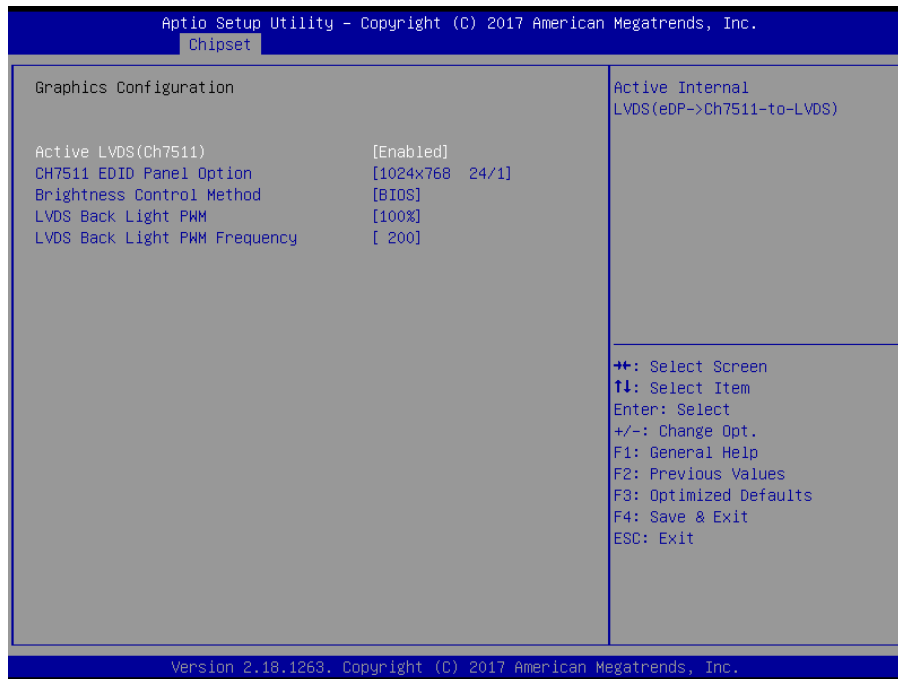 Aptio Setup Utility – Copyright (C) 2017 American Megatrends, Inc.
Chipset
Graphics Configuration
Active LVDS(Ch7511) [Enabled]
CH7511 EDID Panel Option [1024x768  24/1]
Brightness Control Method [BIOS]
LVDS Back Light PWM [100%]
LVDS Back Light PWM Frequency [ 200]
Active Internal
LVDS(eDP->Ch7511-to-LVDS)
→←: Select Screen
↑↓: Select Item
Enter: Select
+/-: Change Opt.
F1: General Help
F2: Previous Values
F3: Optimized Defaults
F4: Save & Exit
ESC: Exit
Version 2.18.1263. Copyright (C) 2017 American Megatrends, Inc.